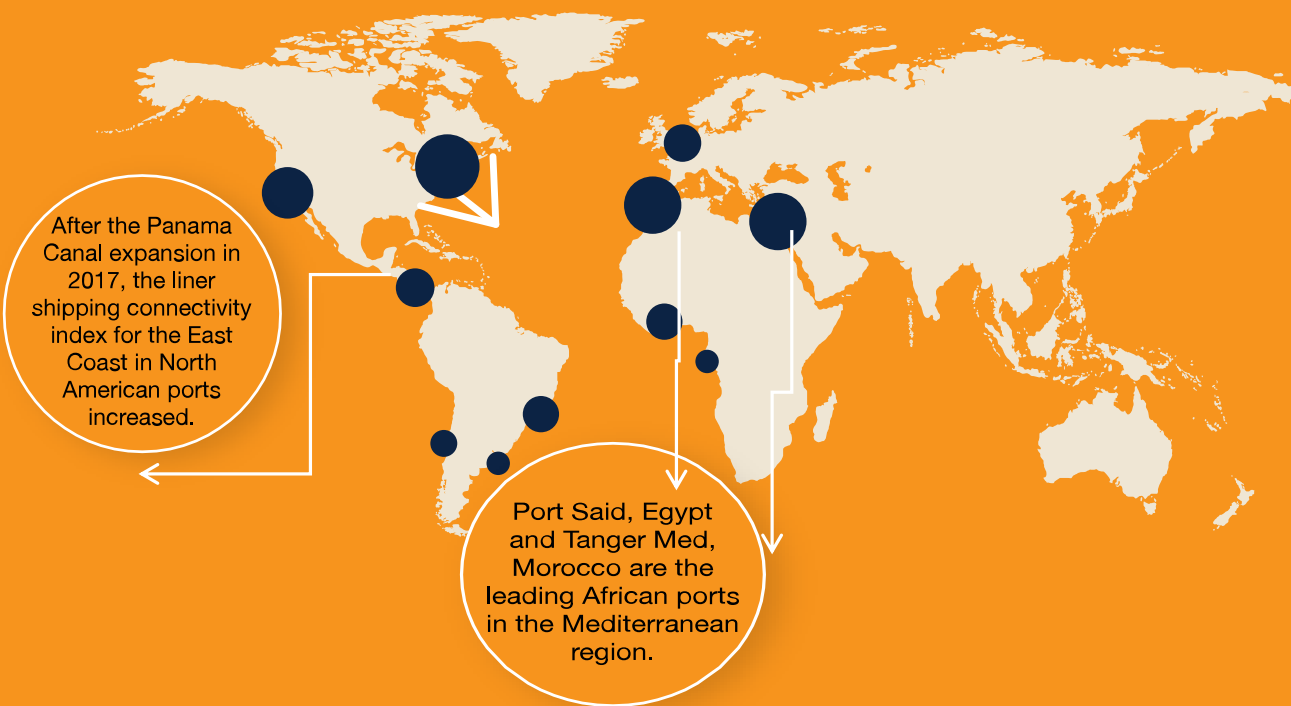 After the Panama
Canal expansion in
2017, the liner
shipping connectivity
index for the East
Coast in North
American ports
increased.
Port Said, Egypt
and Tanger Med,
Morocco are the
leading African ports
in the Mediterranean
region.